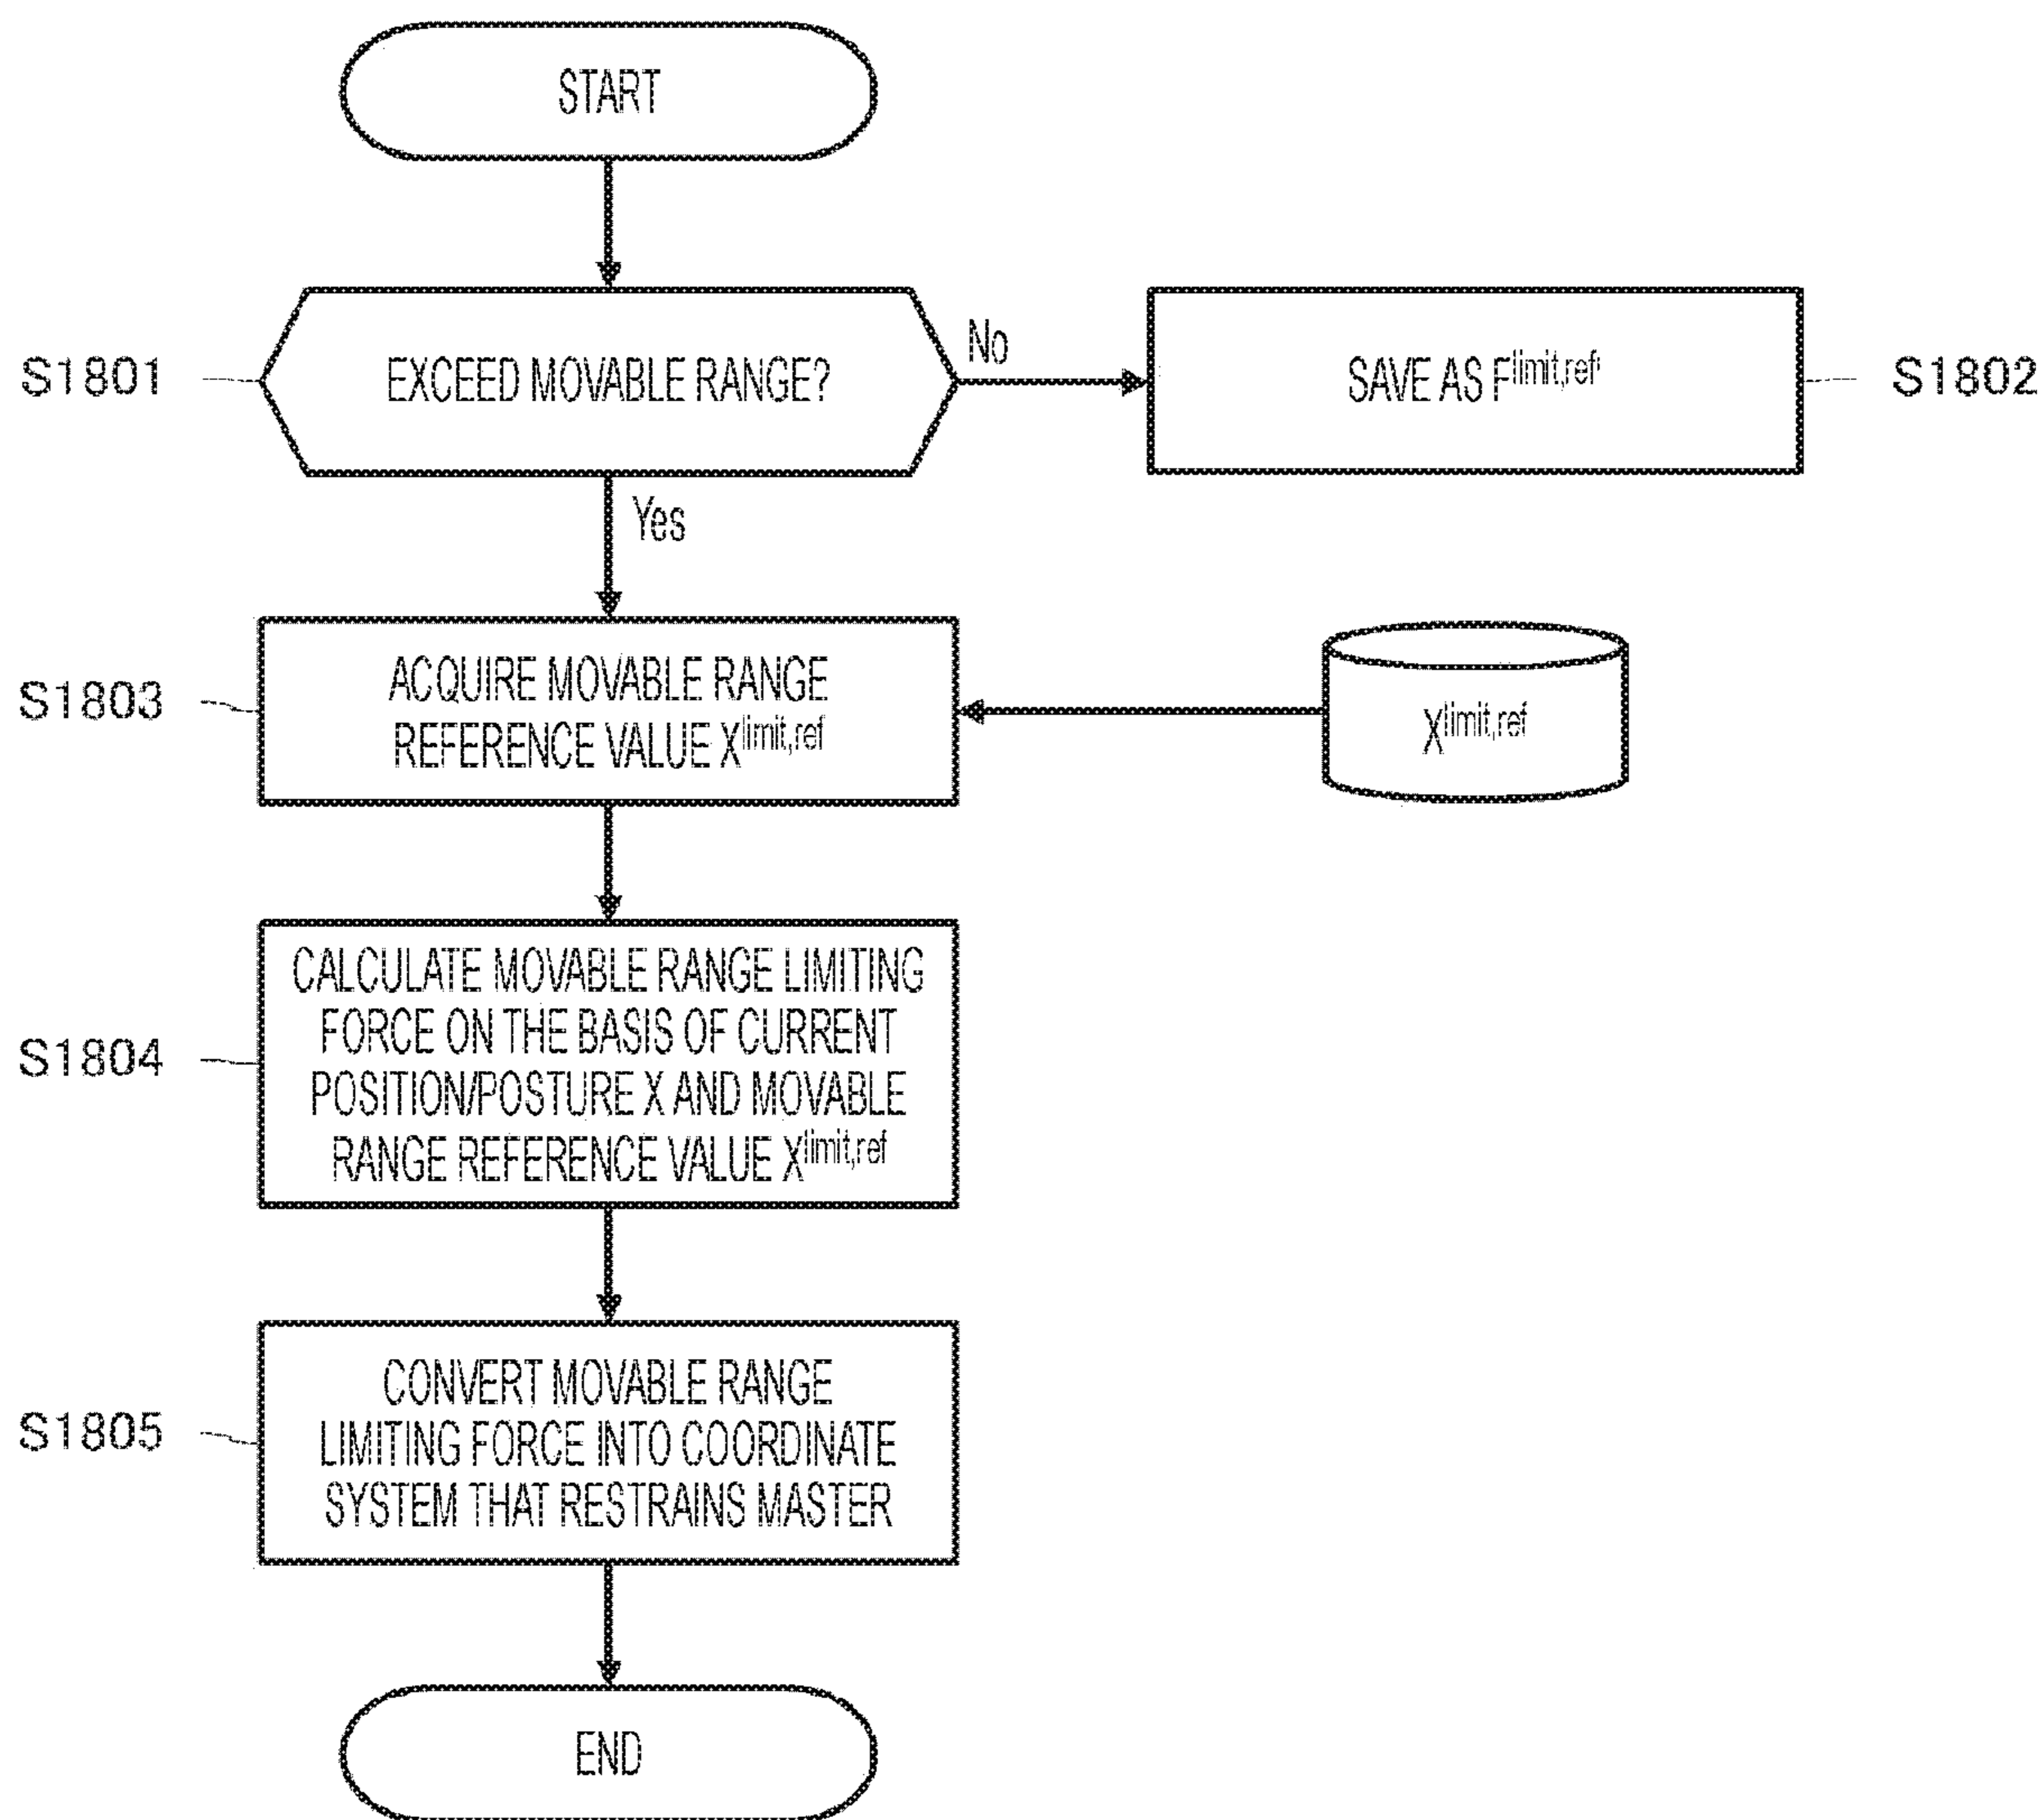 START
S1801
EXCEED MOVABLE RANGE?
No
SAVE AS F^limit,ref'
S1802
Yes
S1803
ACQUIRE MOVABLE RANGE
REFERENCE VALUE X^limit,ref
X^limit,ref
S1804
CALCULATE MOVABLE RANGE LIMITING
FORCE ON THE BASIS OF CURRENT
POSITION/POSTURE X AND MOVABLE
RANGE REFERENCE VALUE X^limit,ref
S1805
CONVERT MOVABLE RANGE
LIMITING FORCE INTO COORDINATE
SYSTEM THAT RESTRAINS MASTER
END